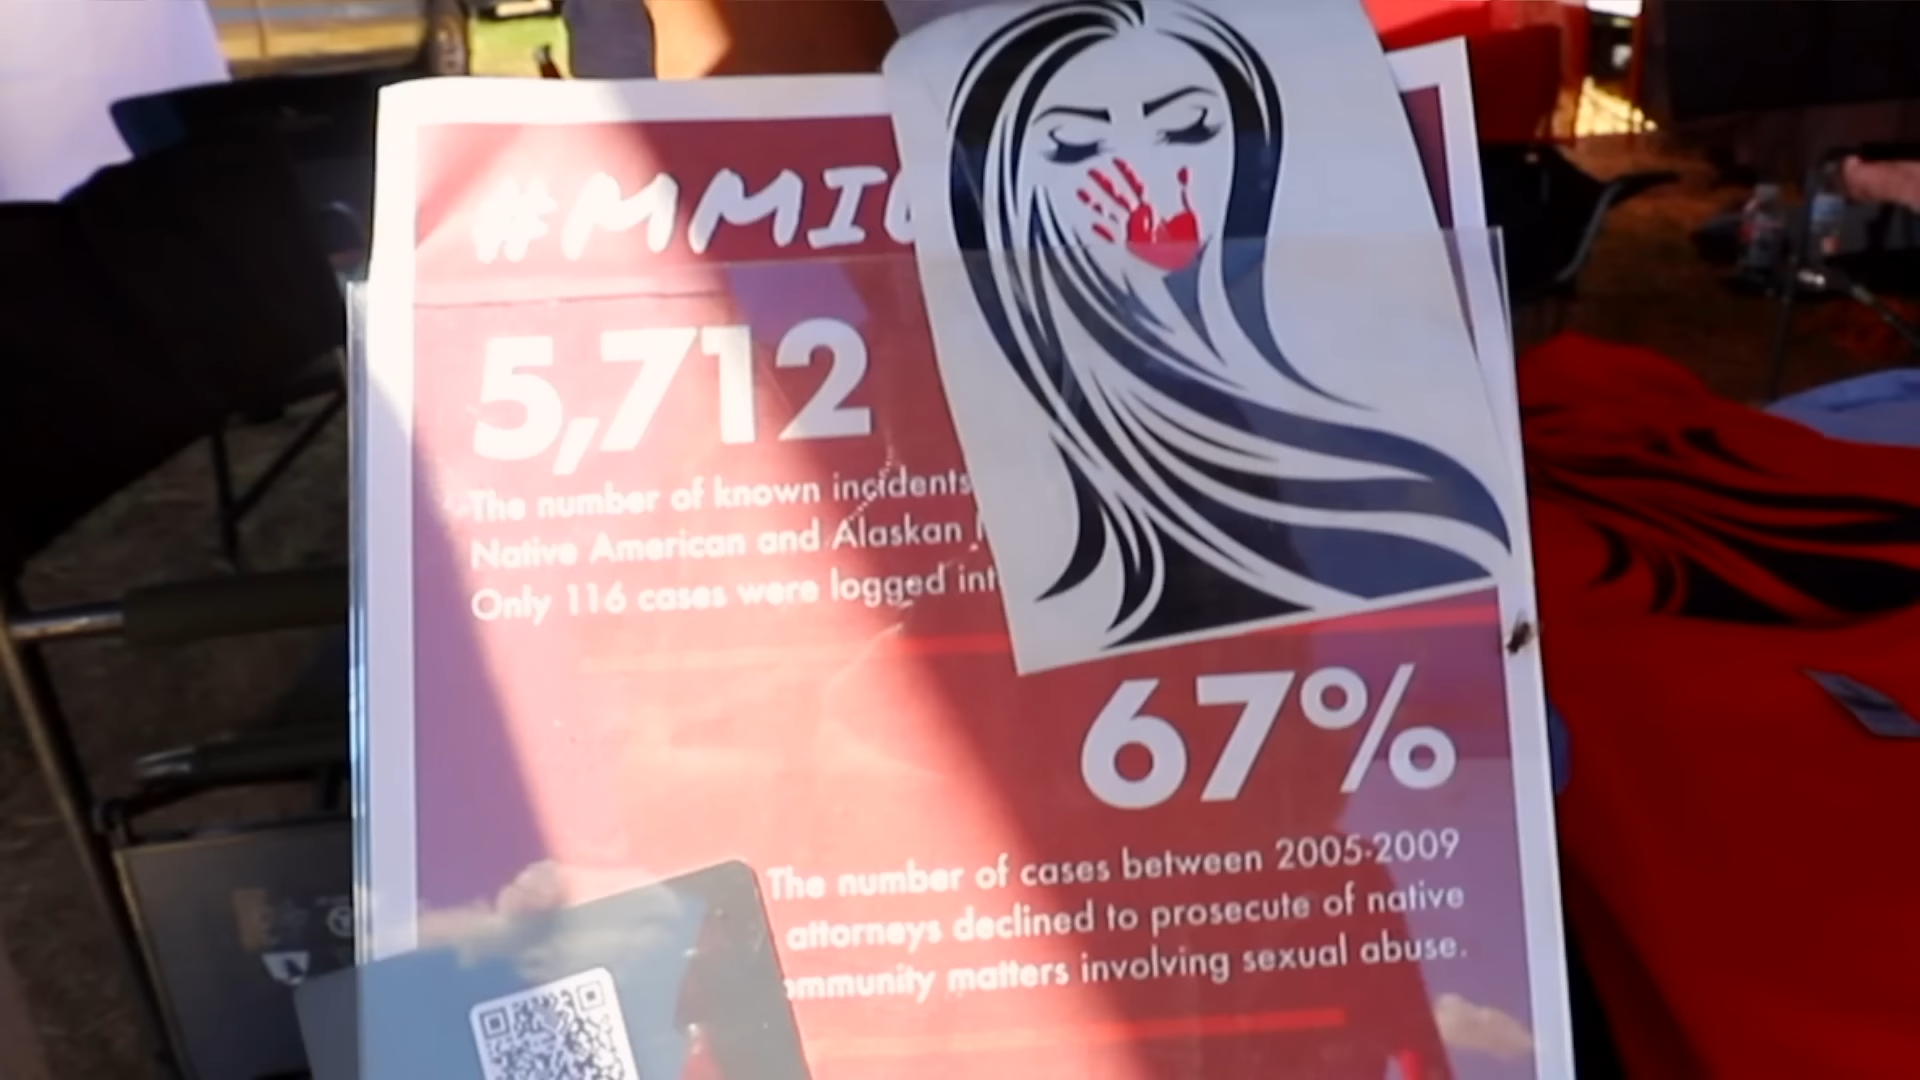 #MMI
5,712
The number of known incidents
Native American and Alaskan
Only 116 cases were logged
67%
The number of cases between 2005-2009
attorneys declined to prosecute of native
ommunity matters involving sexual abuse.